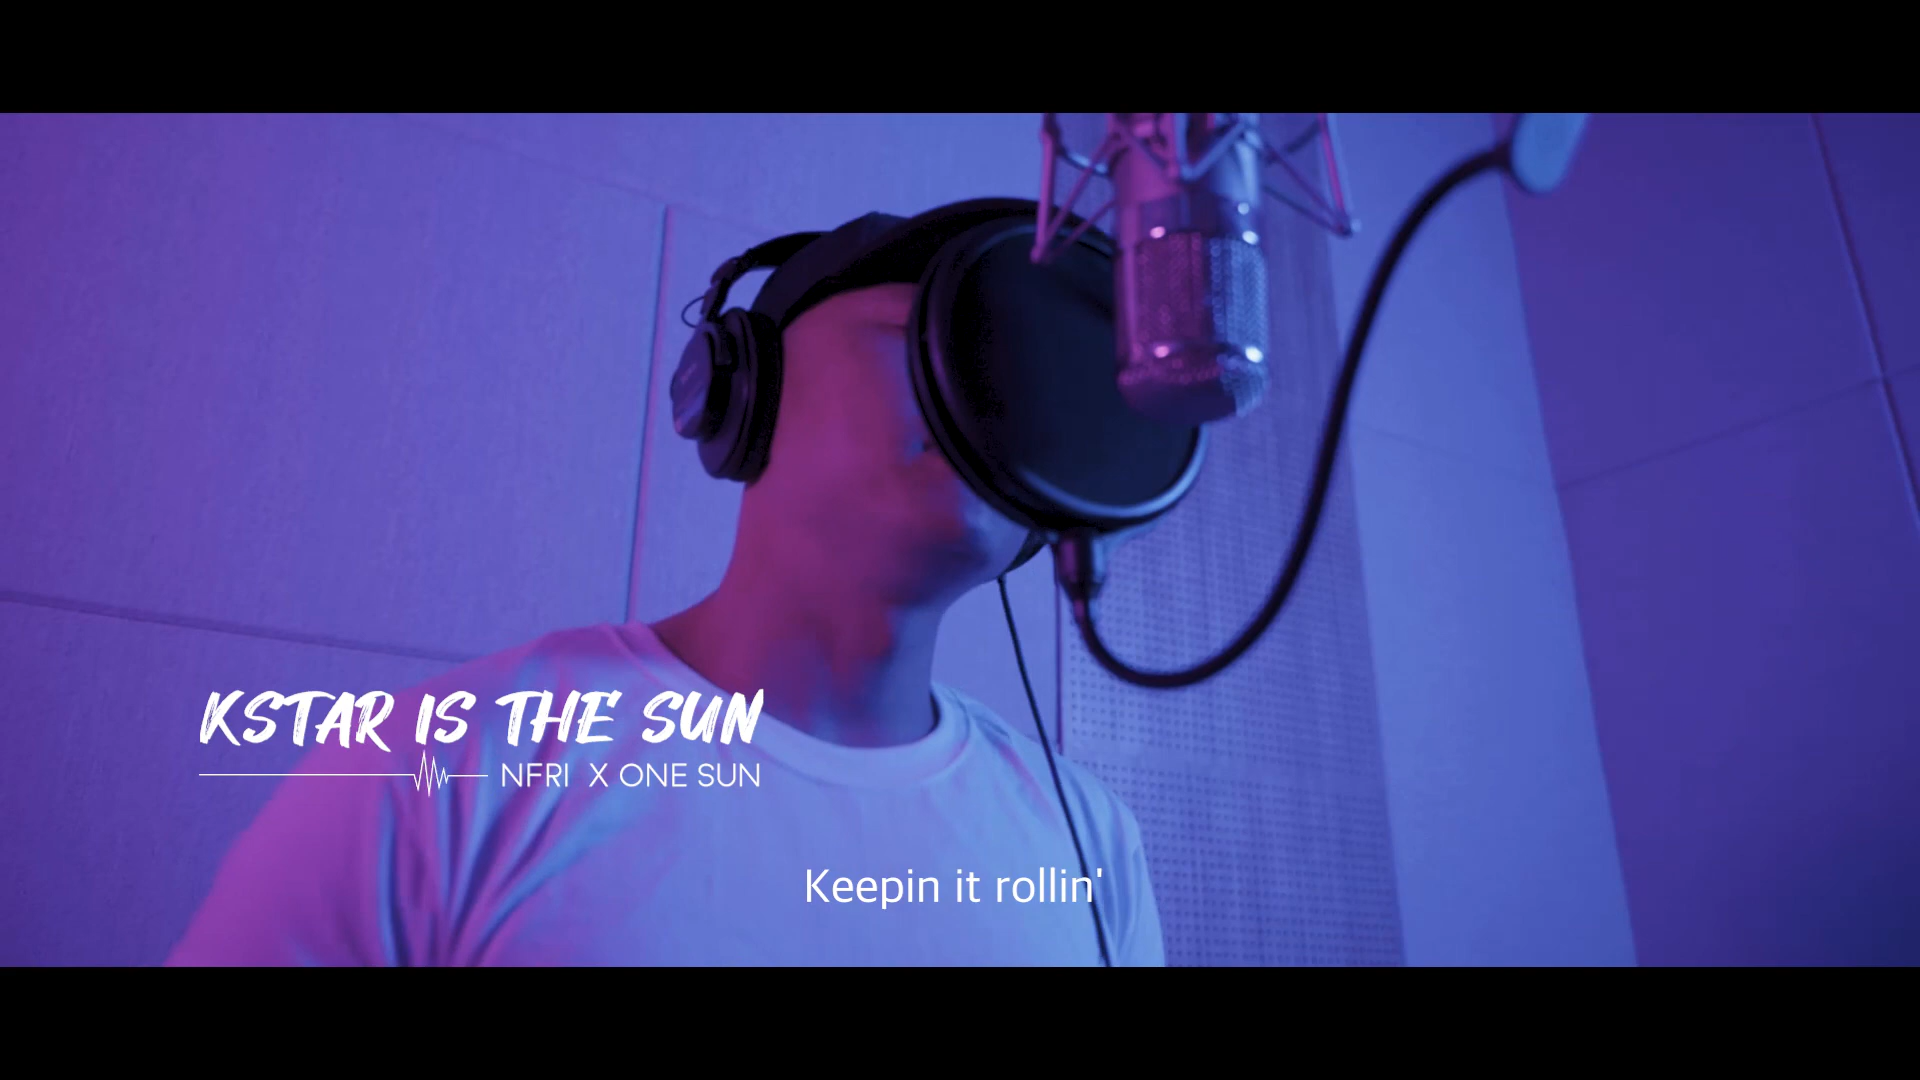 KSTAR IS THE SUN
NFRI X ONE SUN
Keepin it rollin'